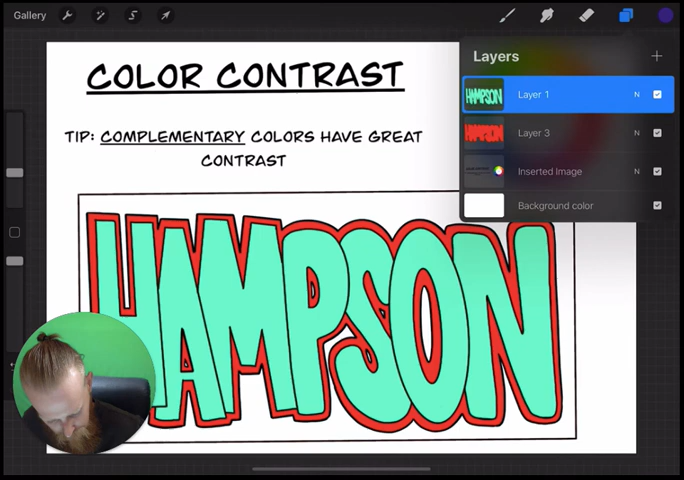 Gallery
Layers
COLOR CONTRAST
Layer 1 N
TIP: COMPLEMENTARY COLORS HAVE GREAT
CONTRAST
Layer 3 N
Inserted Image N
Background color
HAMPSON